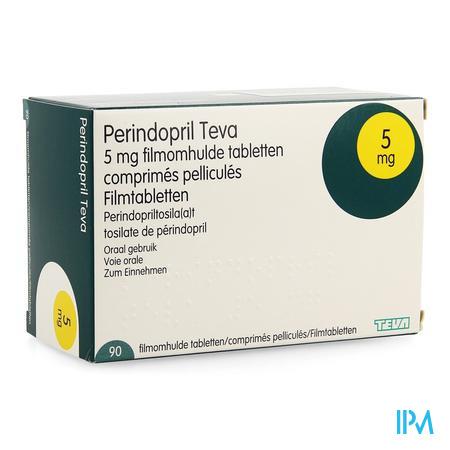 Perindopril Teva
5 mg filmomhulde tabletten
comprimés pelliculés
Filmtabletten
Perindopriltosila(a)t
tosilate de périndopril
Oraal gebruik
Voie orale
Zum Einnehmen
5
mg
TEVA
90 filmomhulde tabletten/comprimés pelliculés/Filmtabletten
Perindopril Teva
5
mg
IPM